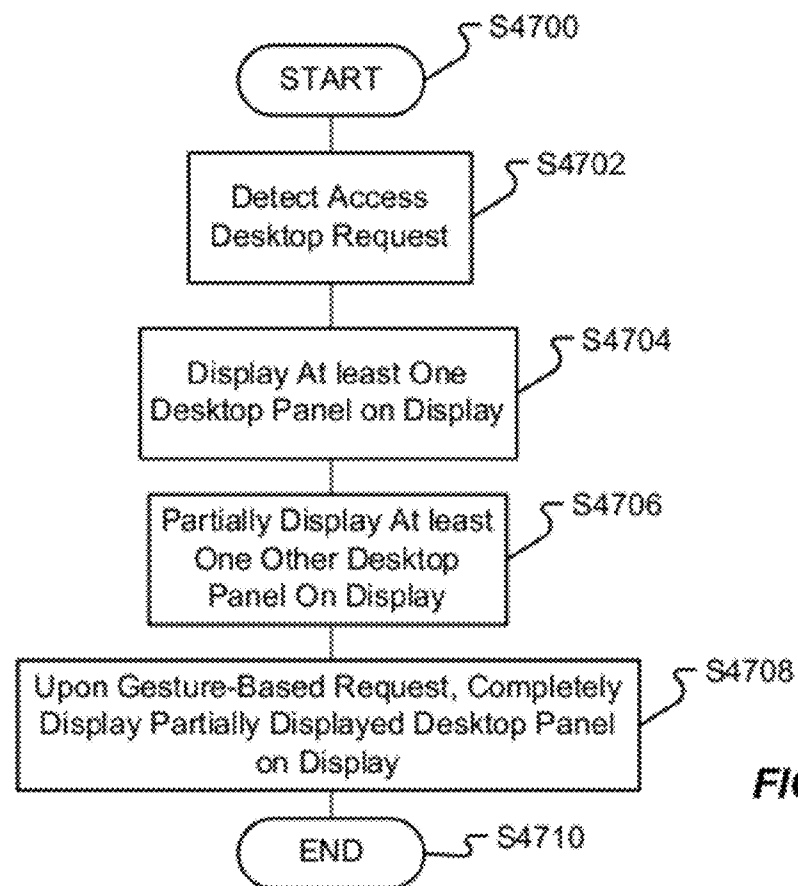 S4700
START
S4702
Detect Access
Desktop Request
S4704
Display At least One
Desktop Panel on Display
S4706
Partially Display At least
One Other Desktop
Panel On Display
S4708
Upon Gesture-Based Request, Completely
Display Partially Displayed Desktop Panel
on Display
S4710
END